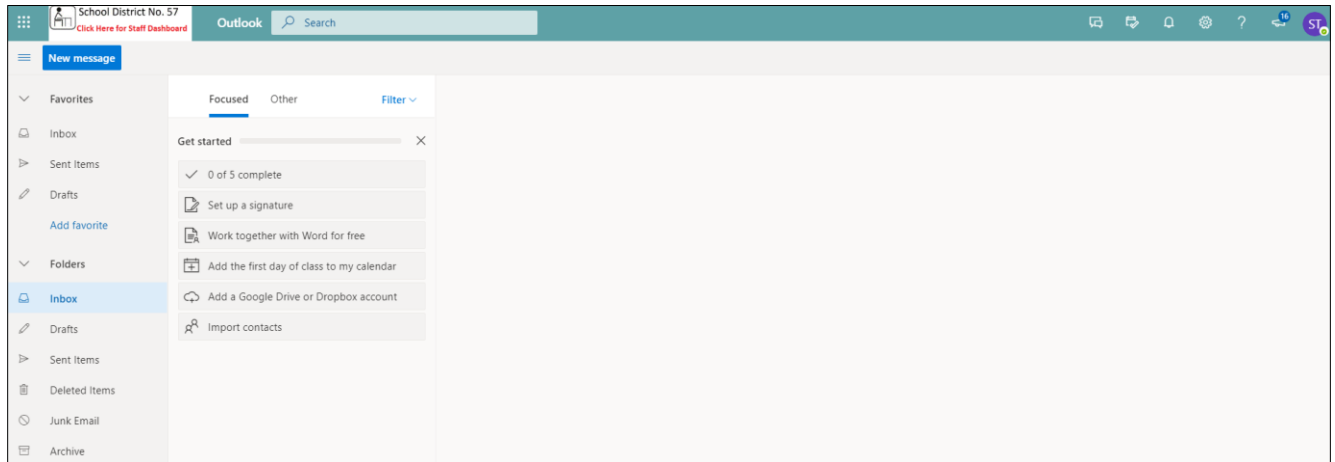 School District No. 57
Click Here for Staff Dashboard
Outlook
Search
16
ST
New message
Favorites
Focused
Other
Filter
Inbox
Get started
Sent Items
0 of 5 complete
Drafts
Set up a signature
Add favorite
Work together with Word for free
Folders
Add the first day of class to my calendar
Inbox
Add a Google Drive or Dropbox account
Drafts
Import contacts
Sent Items
Deleted Items
Junk Email
Archive